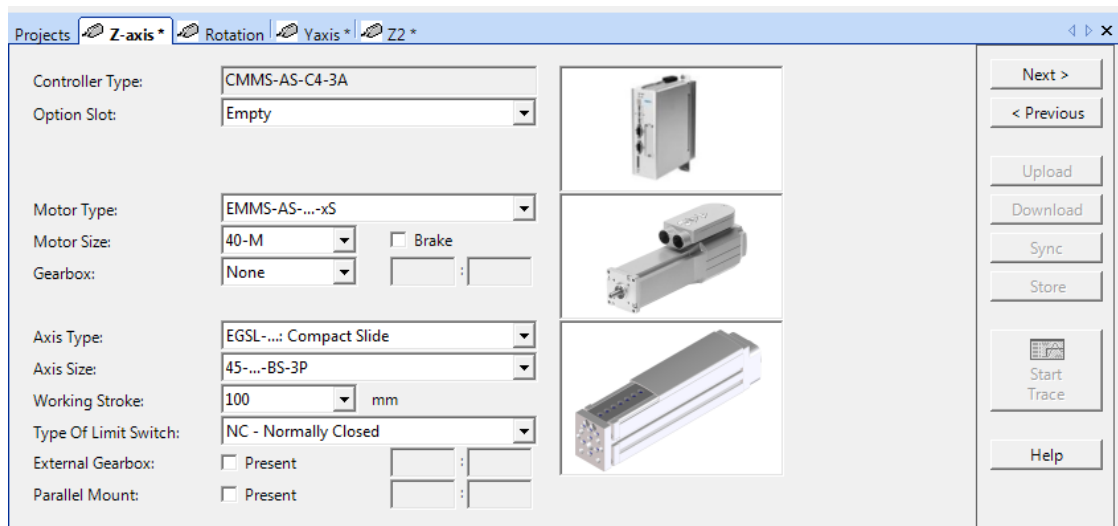 Projects Z-axis * Rotation Yaxis * Z2 *
Controller Type: CMMS-AS-C4-3A
Option Slot: Empty
Motor Type: EMMS-AS-...-xS
Motor Size: 40-M Brake
Gearbox: None :
Axis Type: EGSL-...: Compact Slide
Axis Size: 45-...-BS-3P
Working Stroke: 100 mm
Type Of Limit Switch: NC - Normally Closed
External Gearbox: Present :
Parallel Mount: Present :
Next >
< Previous
Upload
Download
Sync
Store
Start
Trace
Help